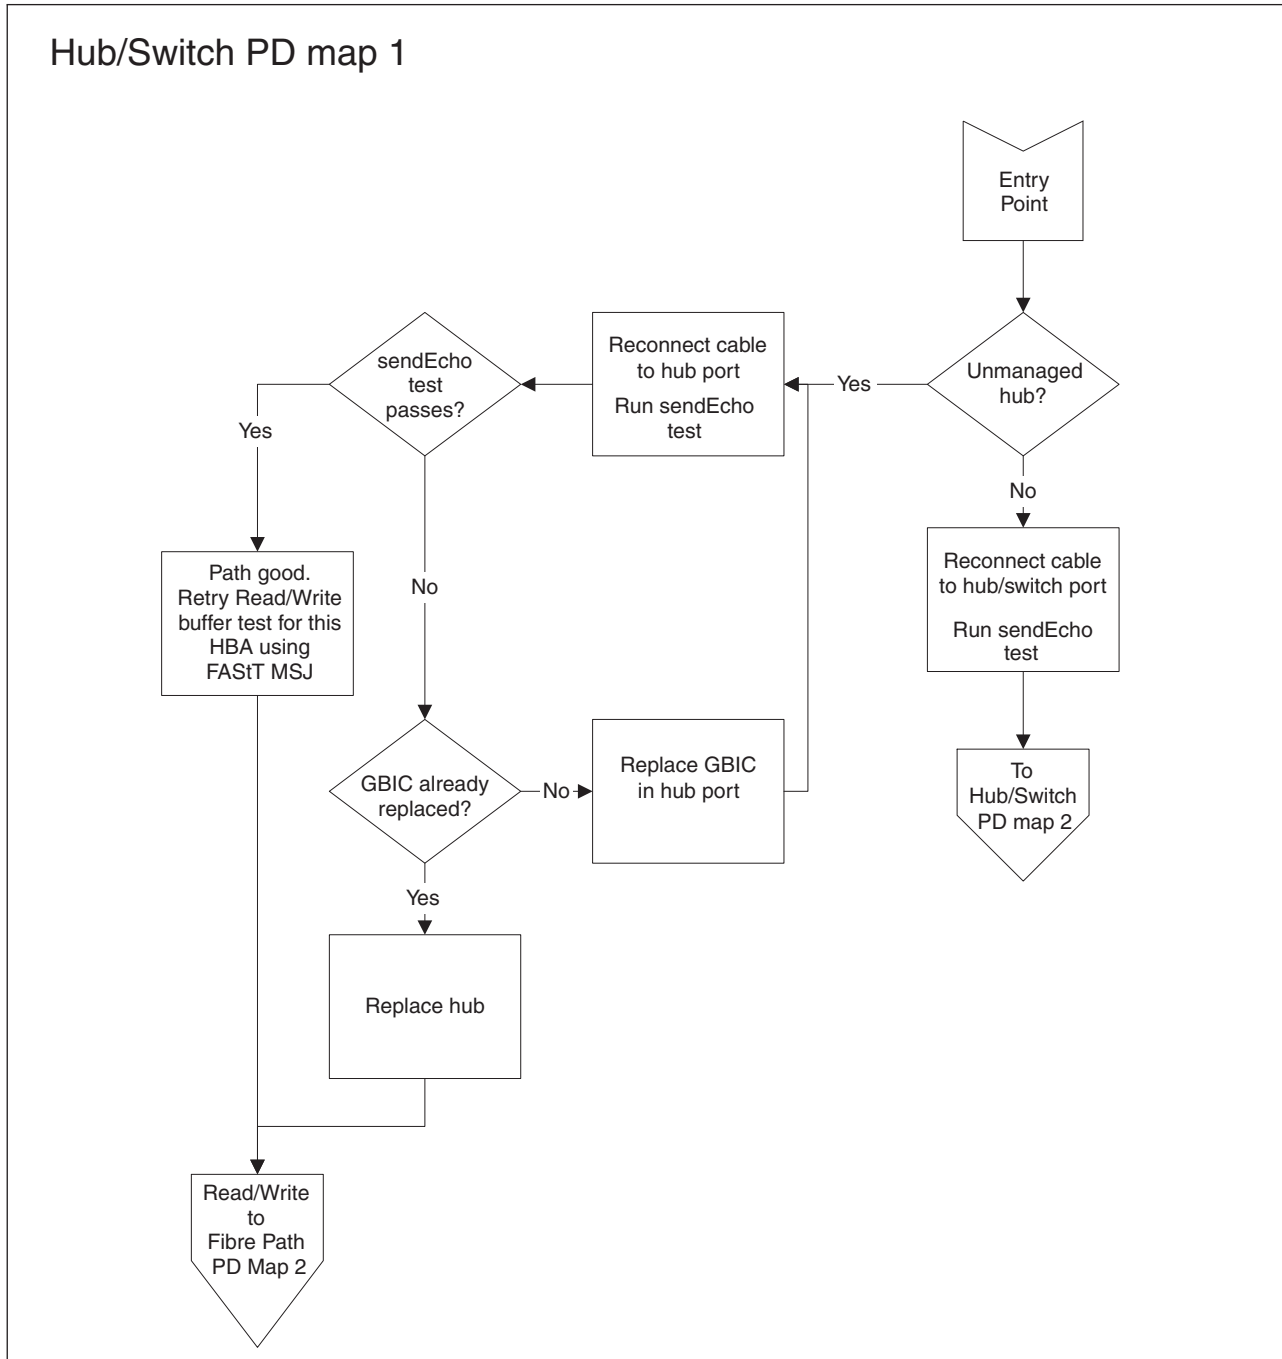 Hub/Switch PD map 1
Entry
Point
Unmanaged
hub?
Yes
No
Reconnect cable
to hub port
Run sendEcho
test
sendEcho
test
passes?
Yes
No
Path good.
Retry Read/Write
buffer test for this
HBA using
FAStT MSJ
Reconnect cable
to hub/switch port
Run sendEcho
test
To
Hub/Switch
PD map 2
GBIC already
replaced?
No
Replace GBIC
in hub port
Yes
Replace hub
Read/Write
to
Fibre Path
PD Map 2